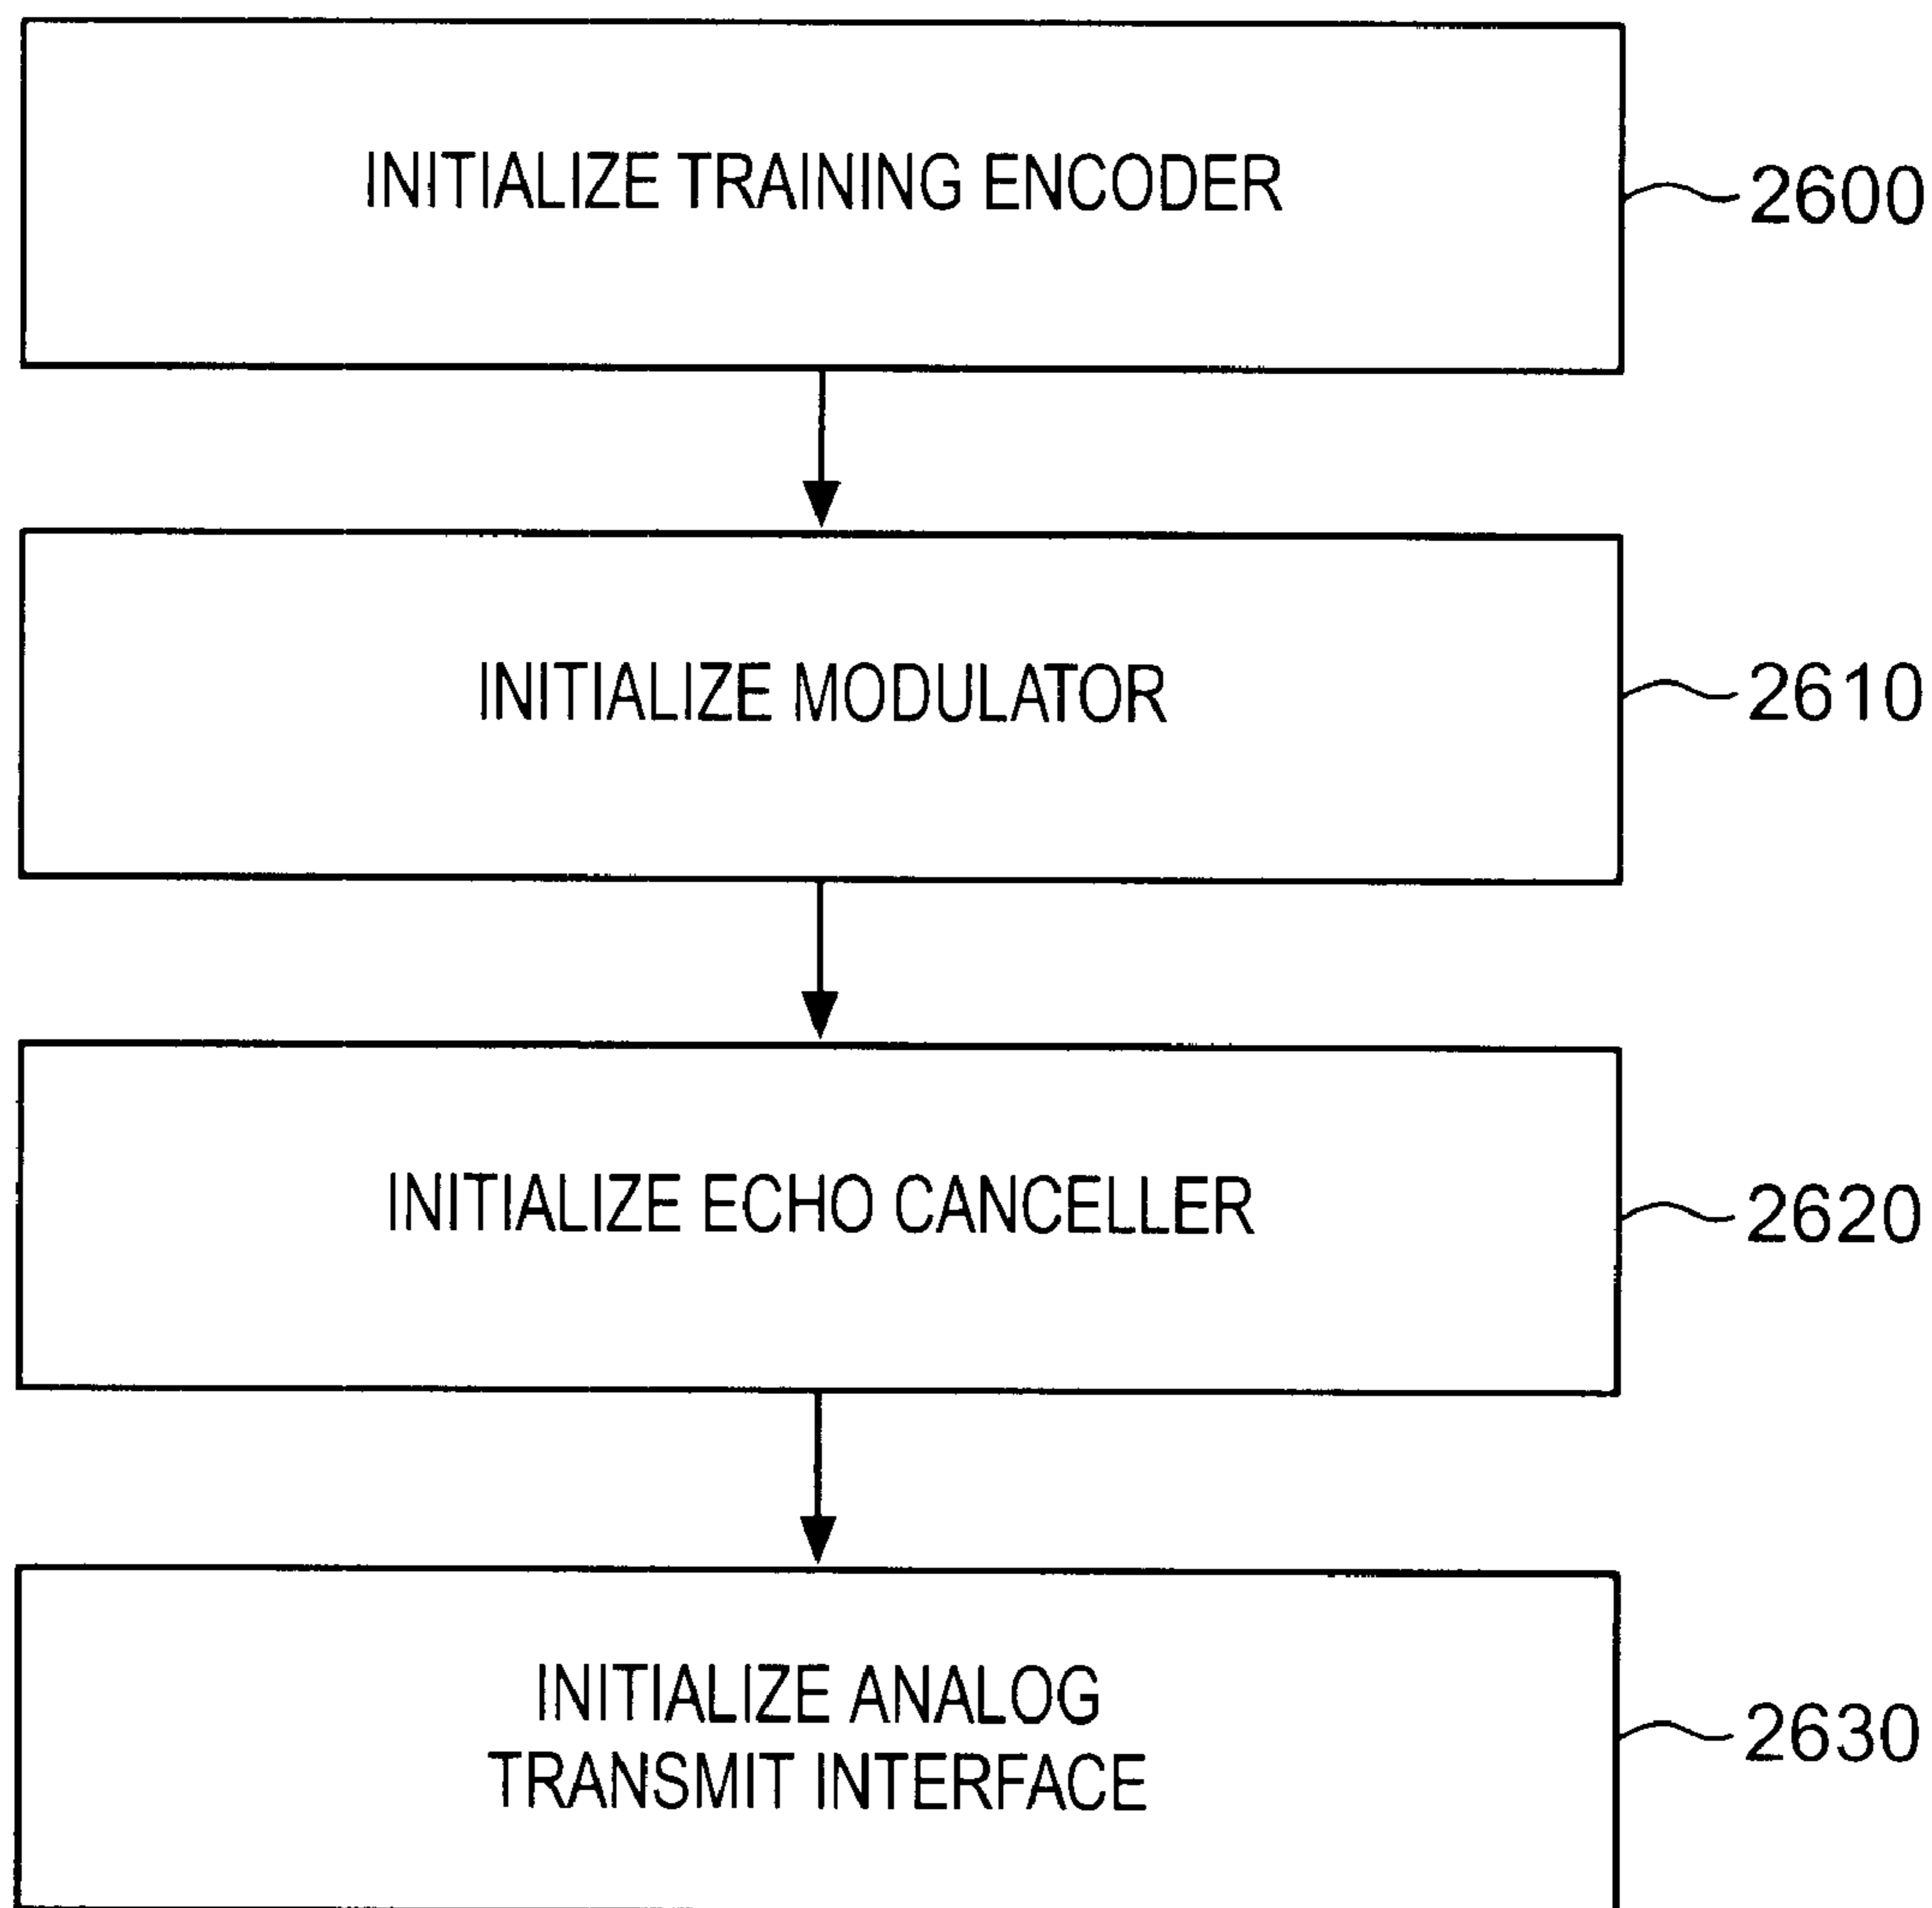 INITIALIZE TRAINING ENCODER
2600
INITIALIZE MODULATOR
2610
INITIALIZE ECHO CANCELLER
2620
INITIALIZE ANALOG
TRANSMIT INTERFACE
2630